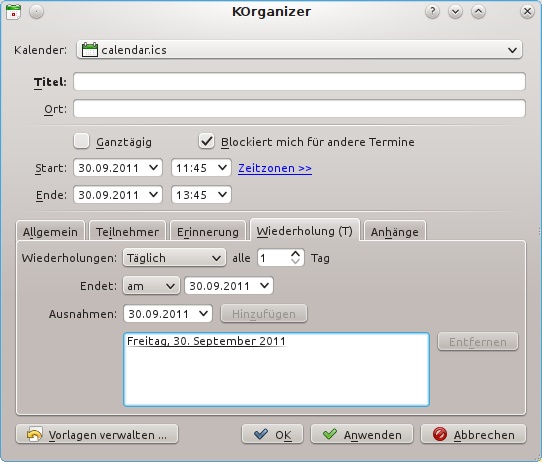 KOrganizer
Kalender: calendar.ics
Titel:
Ort:
Ganztägig Blockiert mich für andere Termine
Start: 30.09.2011 11:45 Zeitzonen >>
Ende: 30.09.2011 13:45
Allgemein Teilnehmer Erinnerung Wiederholung (T) Anhänge
Wiederholungen: Täglich alle 1 Tag
Endet: am 30.09.2011
Ausnahmen: 30.09.2011 Hinzufügen
Freitag, 30. September 2011 Entfernen
Vorlagen verwalten ... OK Anwenden Abbrechen